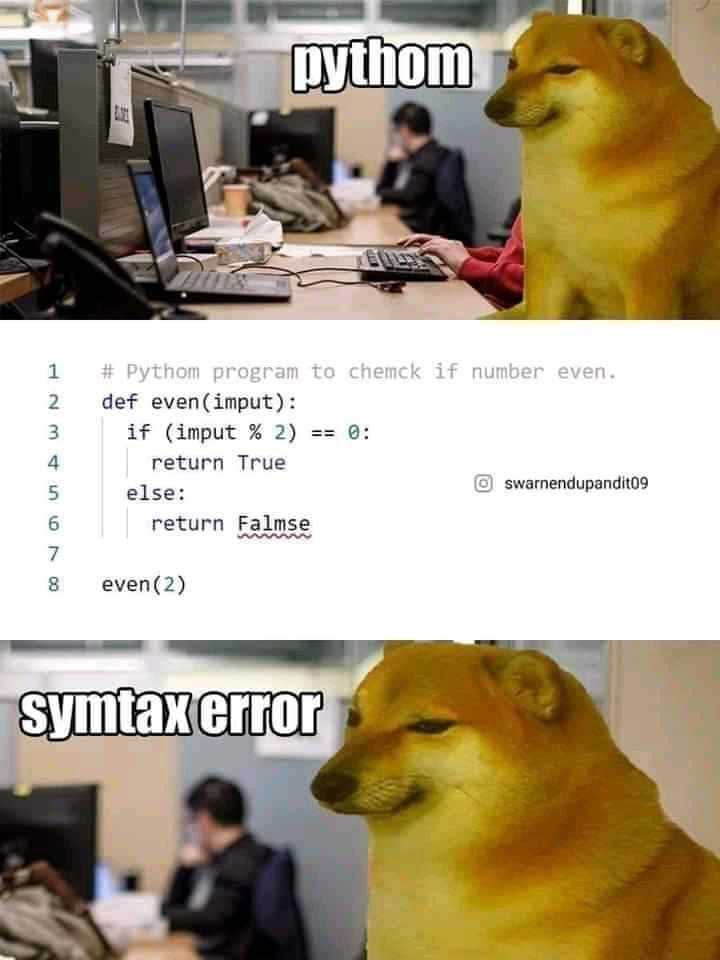 pythom
1 # Pythom program to chemck if number even.
2 def even(imput):
3 if (imput % 2) == 0:
4 return True
5 else:
6 return Falmse
7
8 even(2)
swarnendupandit09
symtax error